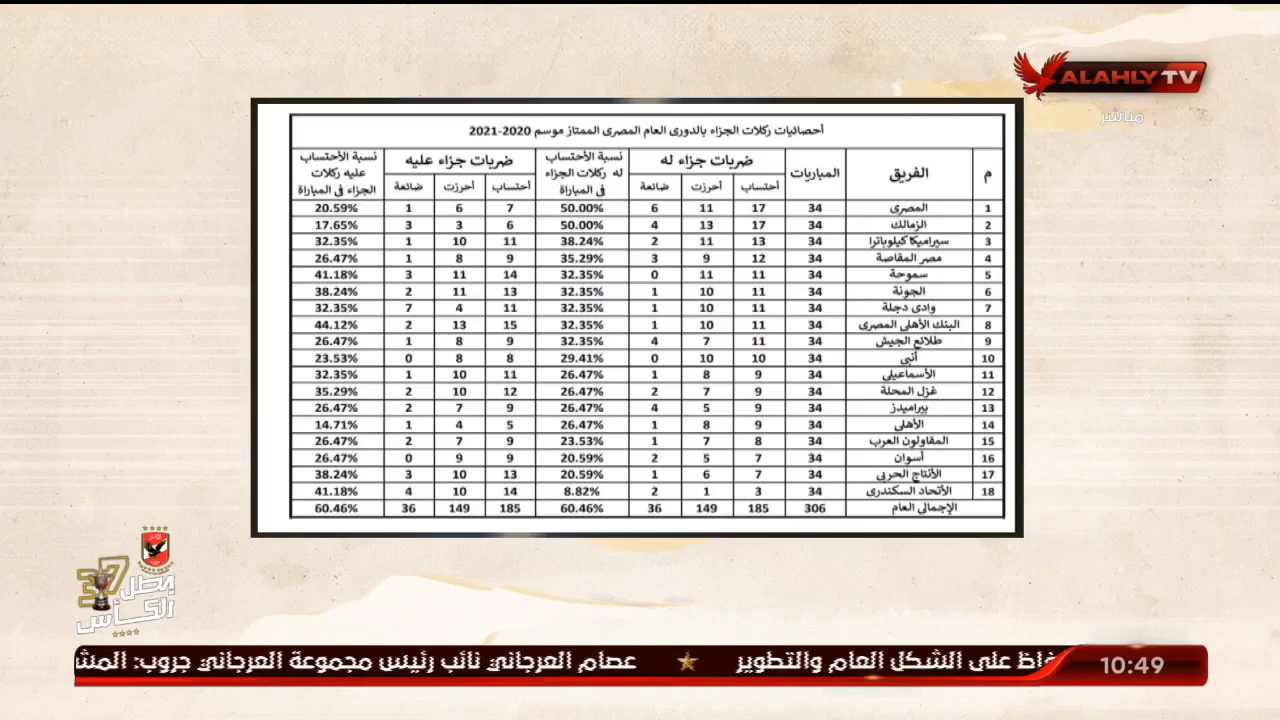 ALAHLY TV
مباشر
أحصائيات ركلات الجزاء بالدورى العام المصرى الممتاز موسم 2020-2021
م الفريق المباريات ضربات جزاء له نسبة الأحتساب له ركلات الجزاء فى المباراة ضربات جزاء عليه نسبة الأحتساب عليه ركلات الجزاء فى المباراة
أحتساب أحرزت ضائعة أحتساب أحرزت ضائعة
1 المصرى 34 17 11 6 50.00% 7 6 1 20.59%
2 الزمالك 34 17 13 4 50.00% 6 3 3 17.65%
3 سيراميكا كيلوباترا 34 13 11 2 38.24% 11 10 1 32.35%
4 مصر المقاصة 34 12 9 3 35.29% 9 8 1 26.47%
5 سموحة 34 11 11 0 32.35% 14 11 3 41.18%
6 الجونة 34 11 10 1 32.35% 13 11 2 38.24%
7 وادى دجلة 34 11 10 1 32.35% 11 4 7 32.35%
8 البنك الأهلى المصرى 34 11 10 1 32.35% 15 13 2 44.12%
9 طلائع الجيش 34 11 7 4 32.35% 9 8 1 26.47%
10 أنبى 34 10 10 0 29.41% 8 8 0 23.53%
11 الأسماعيلي 34 9 8 1 26.47% 11 10 1 32.35%
12 غزل المحلة 34 9 7 2 26.47% 12 10 2 35.29%
13 بيراميدز 34 9 5 4 26.47% 9 7 2 26.47%
14 الأهلى 34 9 8 1 26.47% 5 4 1 14.71%
15 المقاولون العرب 34 8 7 1 23.53% 9 7 2 26.47%
16 أسوان 34 7 5 2 20.59% 9 9 0 26.47%
17 الأنتاج الحربى 34 7 6 1 20.59% 13 10 3 38.24%
18 الأتحاد السكندرى 34 3 1 2 8.82% 14 10 4 41.18%
الإجمالى العام 306 185 149 36 60.46% 185 149 36 60.46%
37
بطل
الكأس
10:49
فاظ على الشكل العام والتطوير ★ عصام العرجاني نائب رئيس مجموعة العرجاني جروب: المش